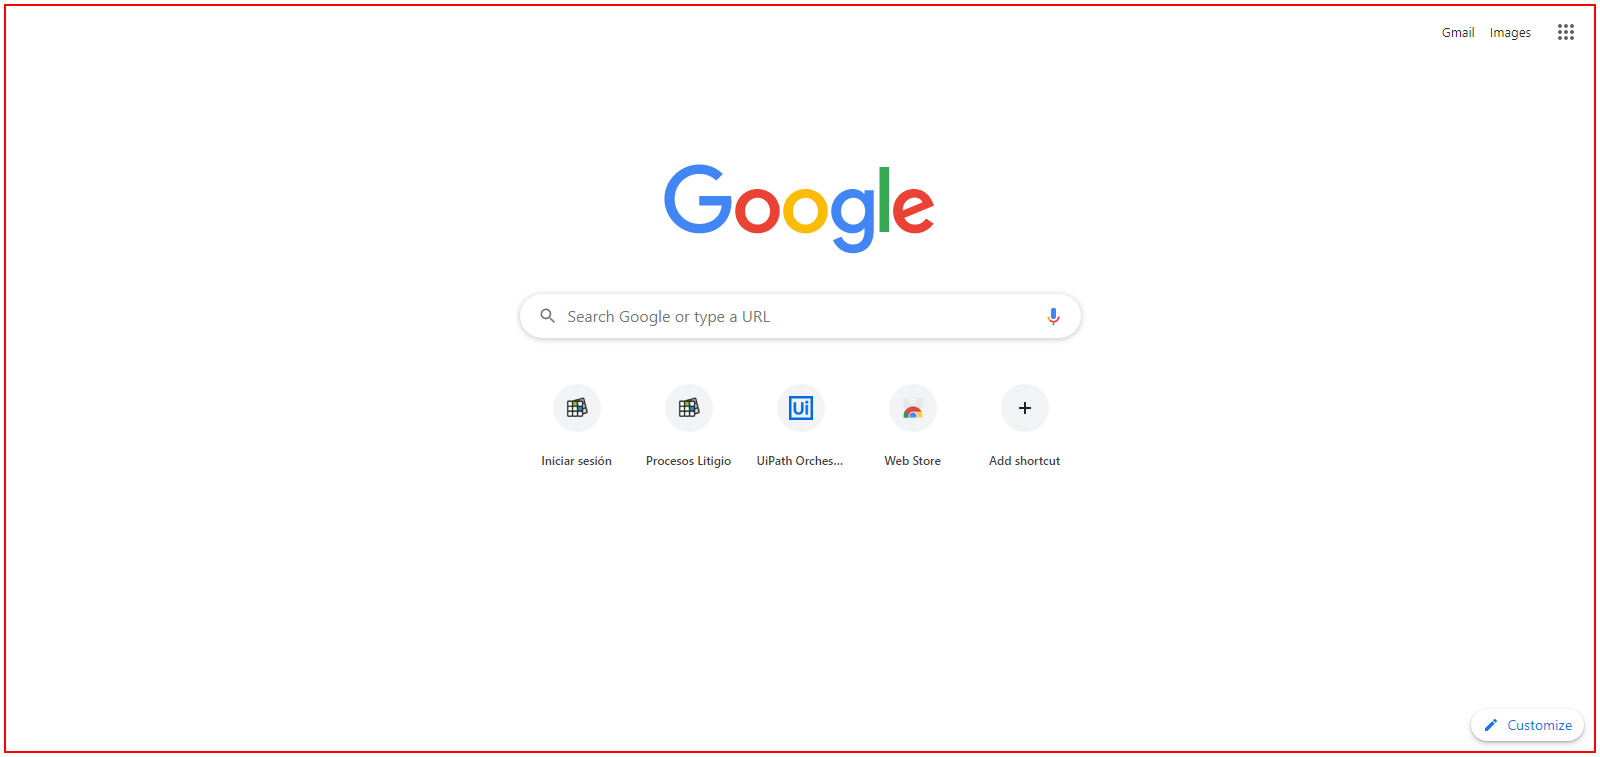 Gmail Images
Google
Search Google or type a URL
Ui
Iniciar sesión Procesos Litigio UiPath Orches... Web Store Add shortcut
Customize